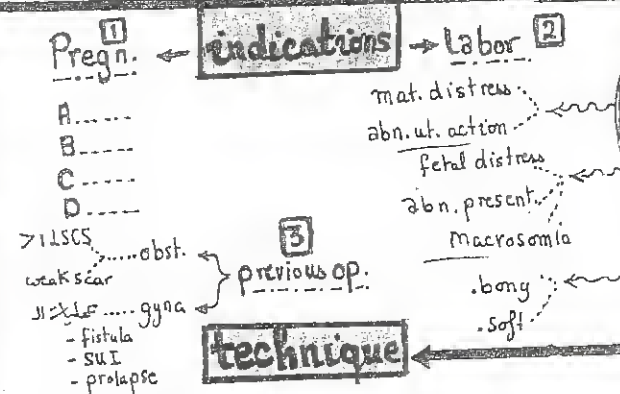 1
Pregn.
indications
labor
2
A......
B.....
C.....
D.....
mat. distress
abn. ut. action
fetal distress
abn. present.
Macrosomia
.bony
.soft
3
previous op.
>1 LSCS
weak scar
.....obst.
.....gyna
- fistula
- SUI
- prolapse
technique